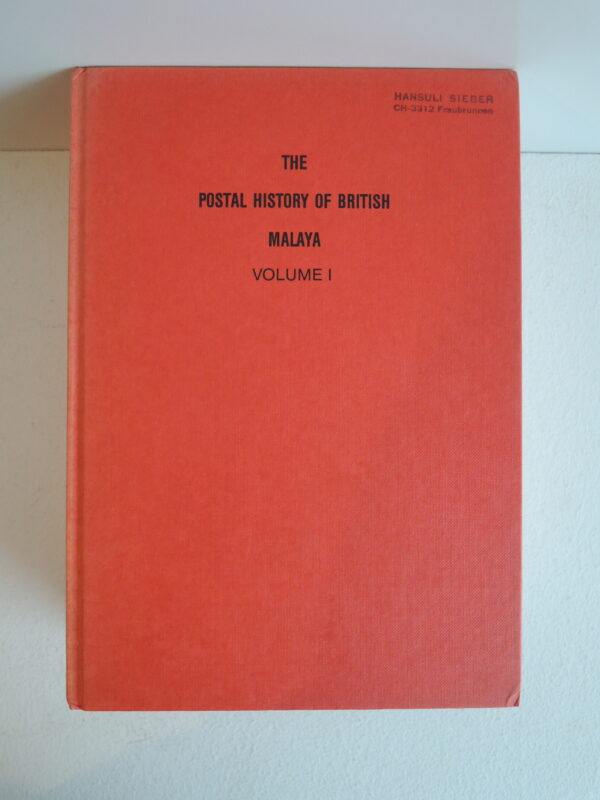 HANSULI SIEBER
CH-3312 Fraubrunnen
THE
POSTAL HISTORY OF BRITISH
MALAYA
VOLUME I